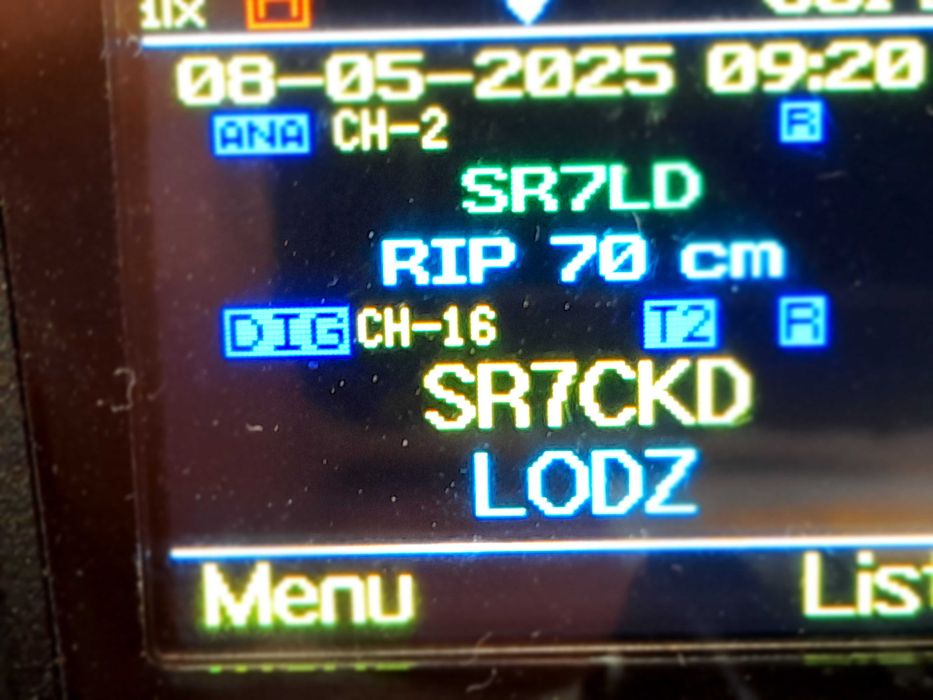 08-05-2025 09:20
ANA CH-2 R
SR7LD
RIP 70 cm
DIG CH-16 T2 R
SR7CKD
LODZ
Menu